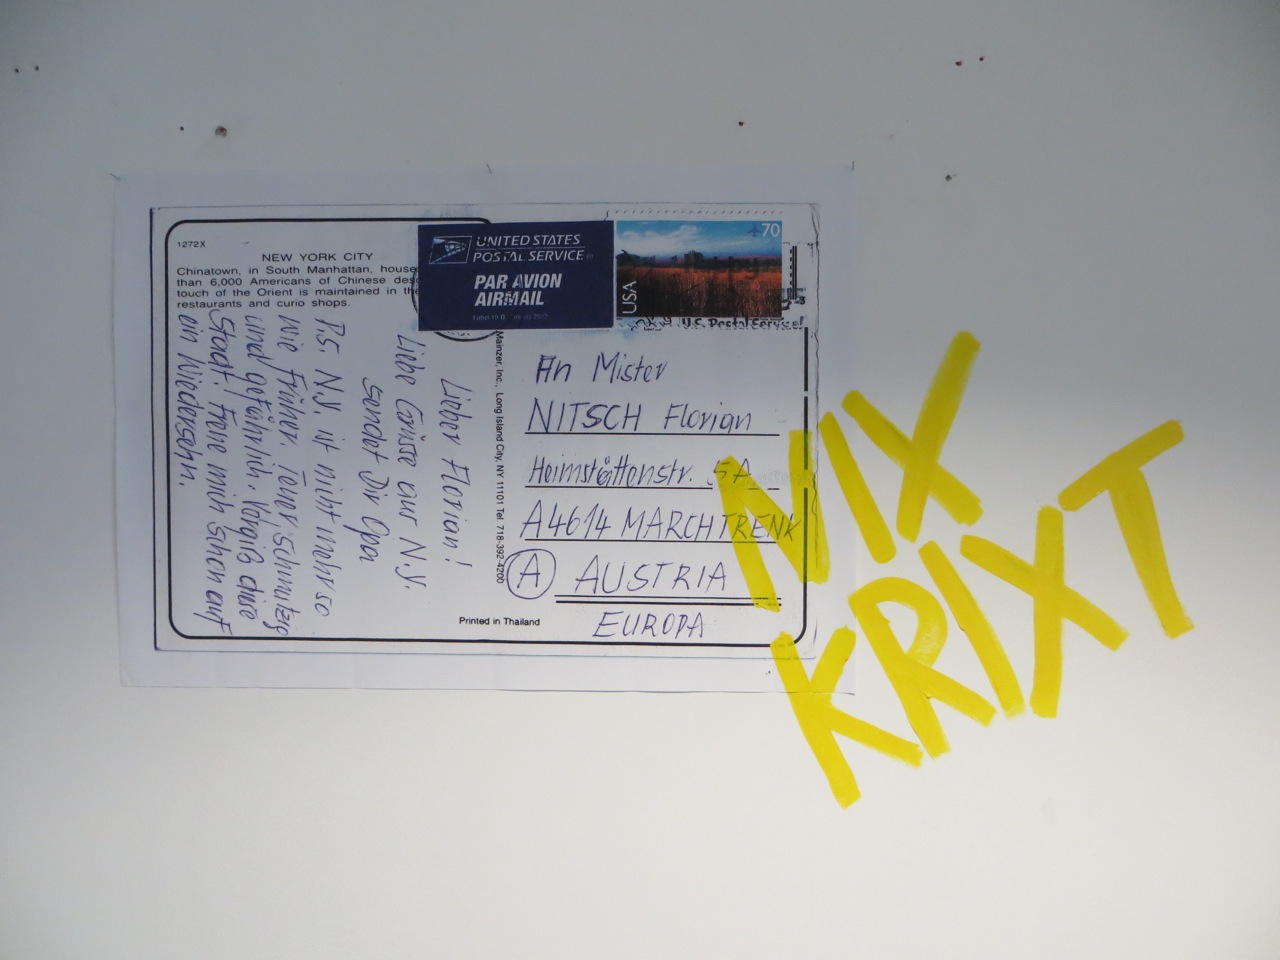 1272X
NEW YORK CITY
Chinatown, in South Manhattan, house
than 6,000 Americans of Chinese desc
touch of the Orient is maintained in the
restaurants and curio shops.
UNITED STATES
POSTAL SERVICE
PAR AVION
AIRMAIL
70
USA
U.S. Postal Service
Lieber Florian!
Liebe Grüße aus N.Y.
sendet Dir Opa
P.S. N.Y. ist nicht mehr so
wie früher. Teuer schmutzig
und gefährlich. Vergiß diese
Stadt. Freue mich schon auf
ein Wiedersehn.
Mainzer, Inc., Long Island City, NY 11101 Tel. 718-392-4200
An Mister
NITSCH Florian
Heimstättenstr. 5A
A4614 MARCHTRENK
A AUSTRIA
EUROPA
Printed in Thailand
NIX
KRIXT